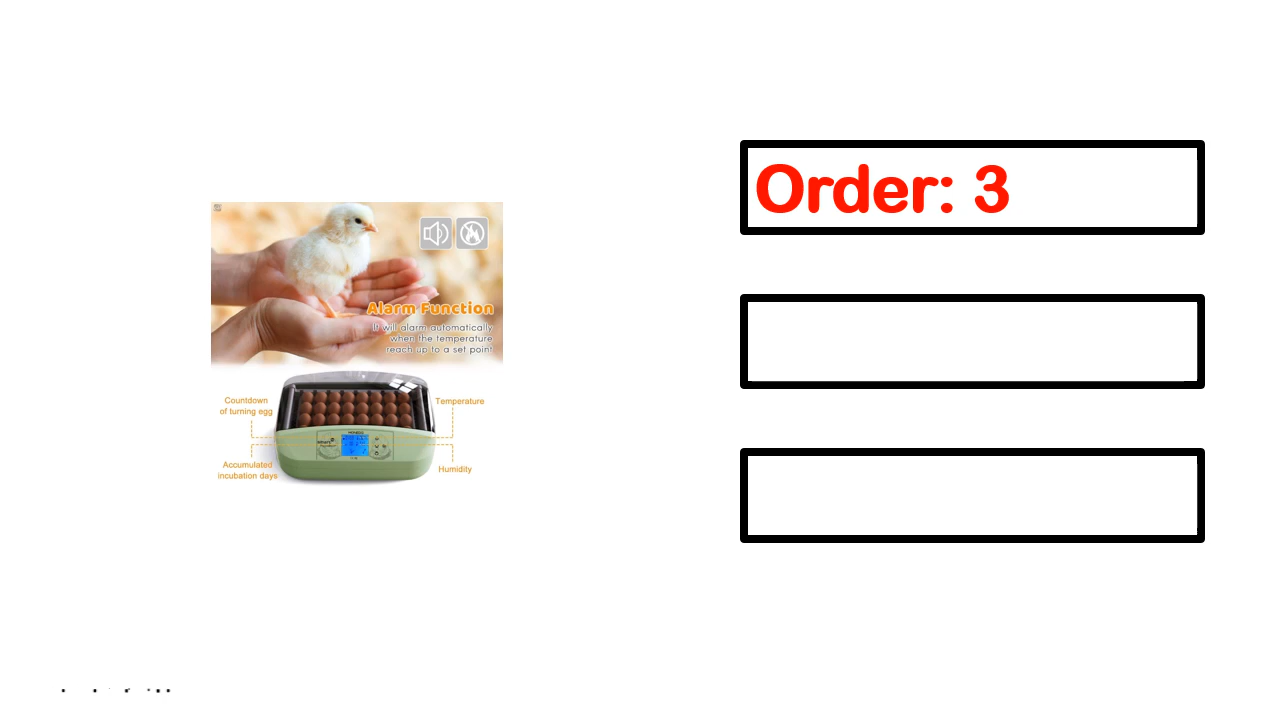 Order: 3
Alarm Function
It will alarm automatically
when the temperature
reach up to a set point
Countdown
of turning egg
Temperature
Accumulated
incubation days
Humidity